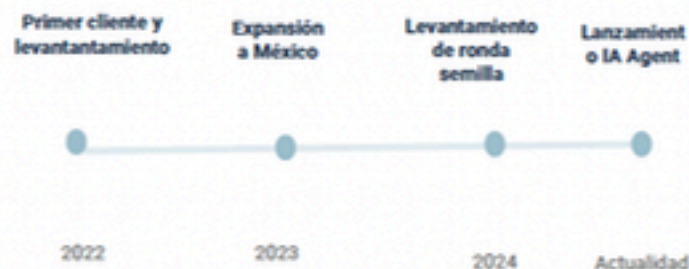 Primer cliente y
levantantamiento
Expansión
a México
Levantamiento
de ronda
semilla
Lanzamient
o IA Agent
2022
2023
2024
Actualidad